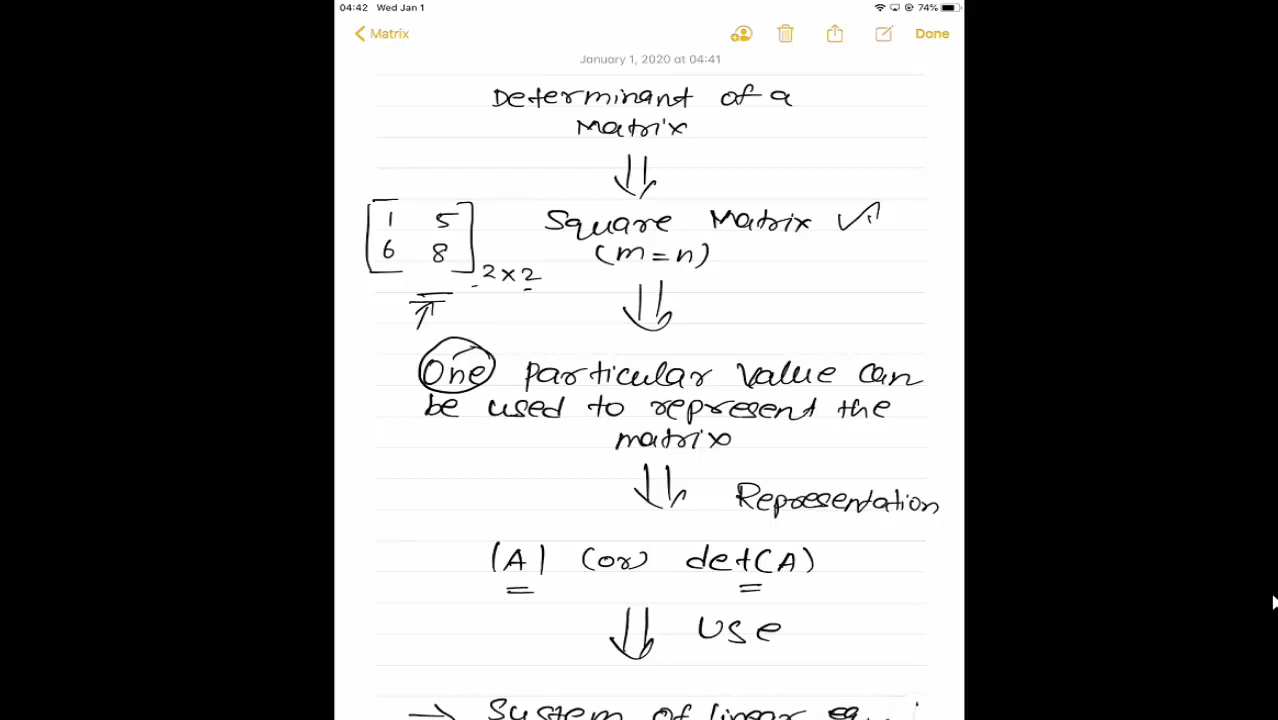 04:42 Wed Jan 1
74%
Matrix
Done
January 1, 2020 at 04:41
Determinant of a
Matrix
1 5
6 8
2 x 2
Square Matrix
(m = n)
One particular value can
be used to represent the
matrix
Representation
|A| (or) det(A)
use
→ System of linear eq